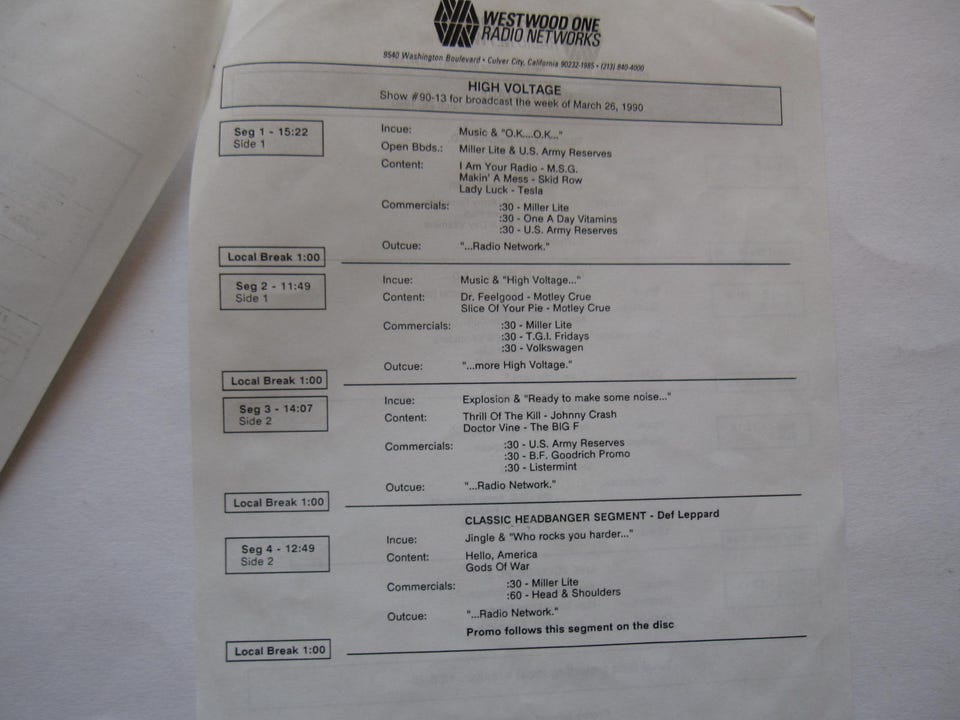 WESTWOOD ONE
RADIO NETWORKS
9540 Washington Boulevard • Culver City, California 90232-1985 • (213) 840-4000
HIGH VOLTAGE
Show #90-13 for broadcast the week of March 26, 1990
Seg 1 - 15:22
Side 1
Incue: Music & "O.K....O.K..."
Open Bbds.: Miller Lite & U.S. Army Reserves
Content: I Am Your Radio - M.S.G.
Makin' A Mess - Skid Row
Lady Luck - Tesla
Commercials: :30 - Miller Lite
:30 - One A Day Vitamins
:30 - U.S. Army Reserves
Outcue: "...Radio Network."
Local Break 1:00
Seg 2 - 11:49
Side 1
Incue: Music & "High Voltage..."
Content: Dr. Feelgood - Motley Crue
Slice Of Your Pie - Motley Crue
Commercials: :30 - Miller Lite
:30 - T.G.I. Fridays
:30 - Volkswagen
Outcue: "...more High Voltage."
Local Break 1:00
Seg 3 - 14:07
Side 2
Incue: Explosion & "Ready to make some noise..."
Content: Thrill Of The Kill - Johnny Crash
Doctor Vine - The BIG F
Commercials: :30 - U.S. Army Reserves
:30 - B.F. Goodrich Promo
:30 - Listermint
Outcue: "...Radio Network."
Local Break 1:00
CLASSIC HEADBANGER SEGMENT - Def Leppard
Seg 4 - 12:49
Side 2
Incue: Jingle & "Who rocks you harder..."
Content: Hello, America
Gods Of War
Commercials: :30 - Miller Lite
:60 - Head & Shoulders
Outcue: "...Radio Network."
Promo follows this segment on the disc
Local Break 1:00